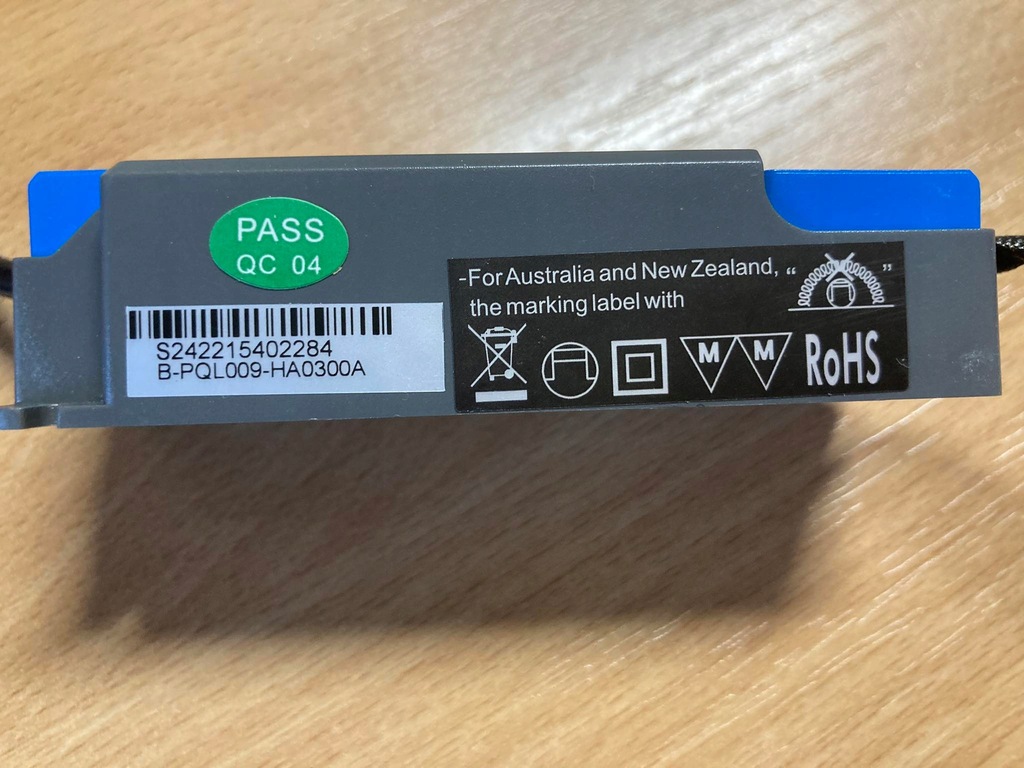 PASS
QC 04
S242215402284
B-PQL009-HA0300A
-For Australia and New Zealand, “ ”
the marking label with
M M
RoHS